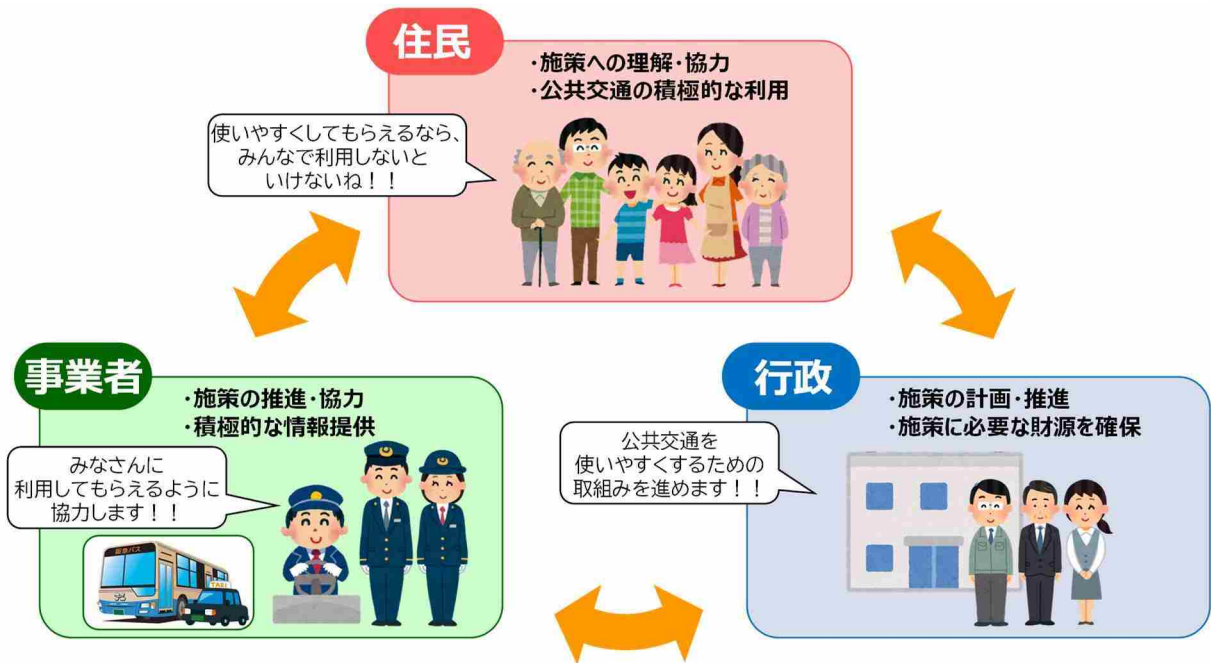 住民
・施策への理解・協力
・公共交通の積極的な利用
使いやすくしてもらえるなら、
みんなで利用しないと
いけないね！！
事業者
・施策の推進・協力
・積極的な情報提供
みなさんに
利用してもらえるように
協力します！！
阪急バス
TAXI
行政
・施策の計画・推進
・施策に必要な財源を確保
公共交通を
使いやすくするための
取組みを進めます！！